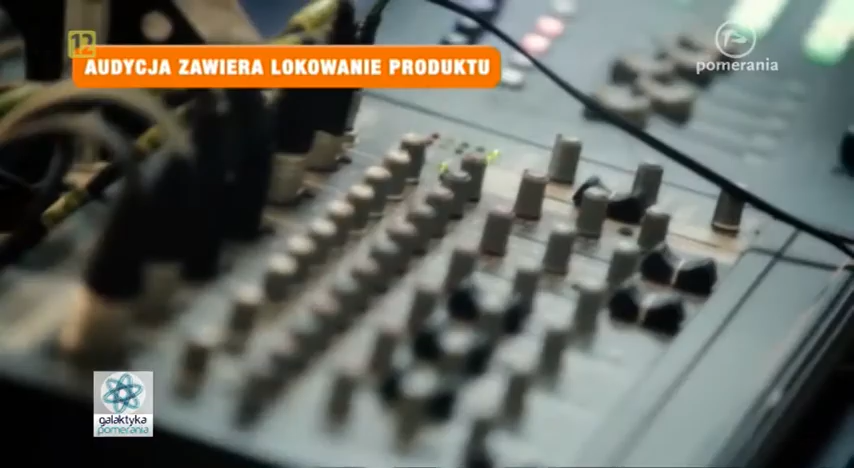 12
AUDYCJA ZAWIERA LOKOWANIE PRODUKTU
pomerania
galaktyka
pomerania